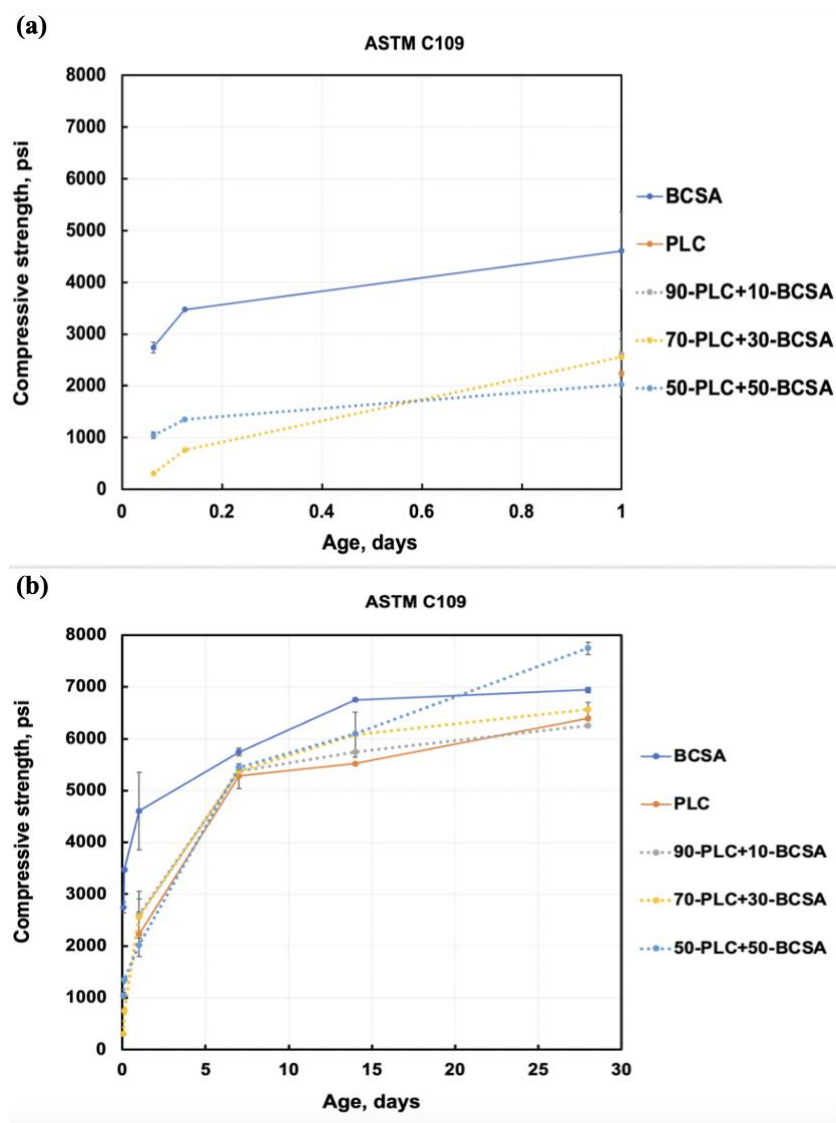 (a)
ASTM C109
Compressive strength, psi
8000
7000
6000
5000
4000
3000
2000
1000
0
0 0.2 0.4 0.6 0.8 1
Age, days
BCSA
PLC
90-PLC+10-BCSA
70-PLC+30-BCSA
50-PLC+50-BCSA
(b)
ASTM C109
Compressive strength, psi
8000
7000
6000
5000
4000
3000
2000
1000
0
0 5 10 15 20 25 30
Age, days
BCSA
PLC
90-PLC+10-BCSA
70-PLC+30-BCSA
50-PLC+50-BCSA